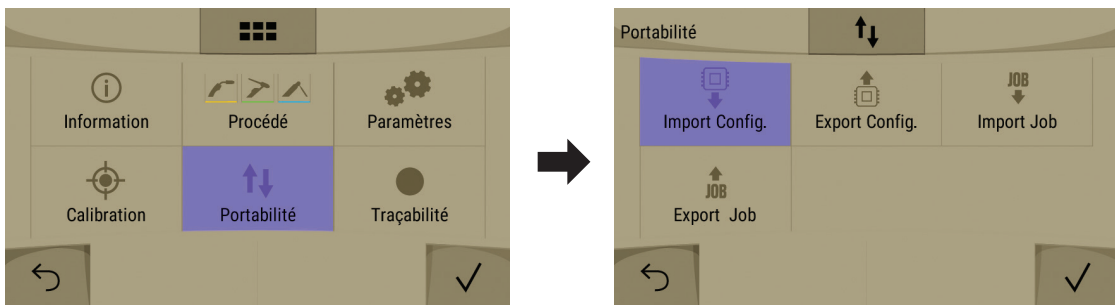 Information
Procédé
Paramètres
Calibration
Portabilité
Traçabilité
Portabilité
Import Config.
Export Config.
JOB
Import Job
JOB
Export Job